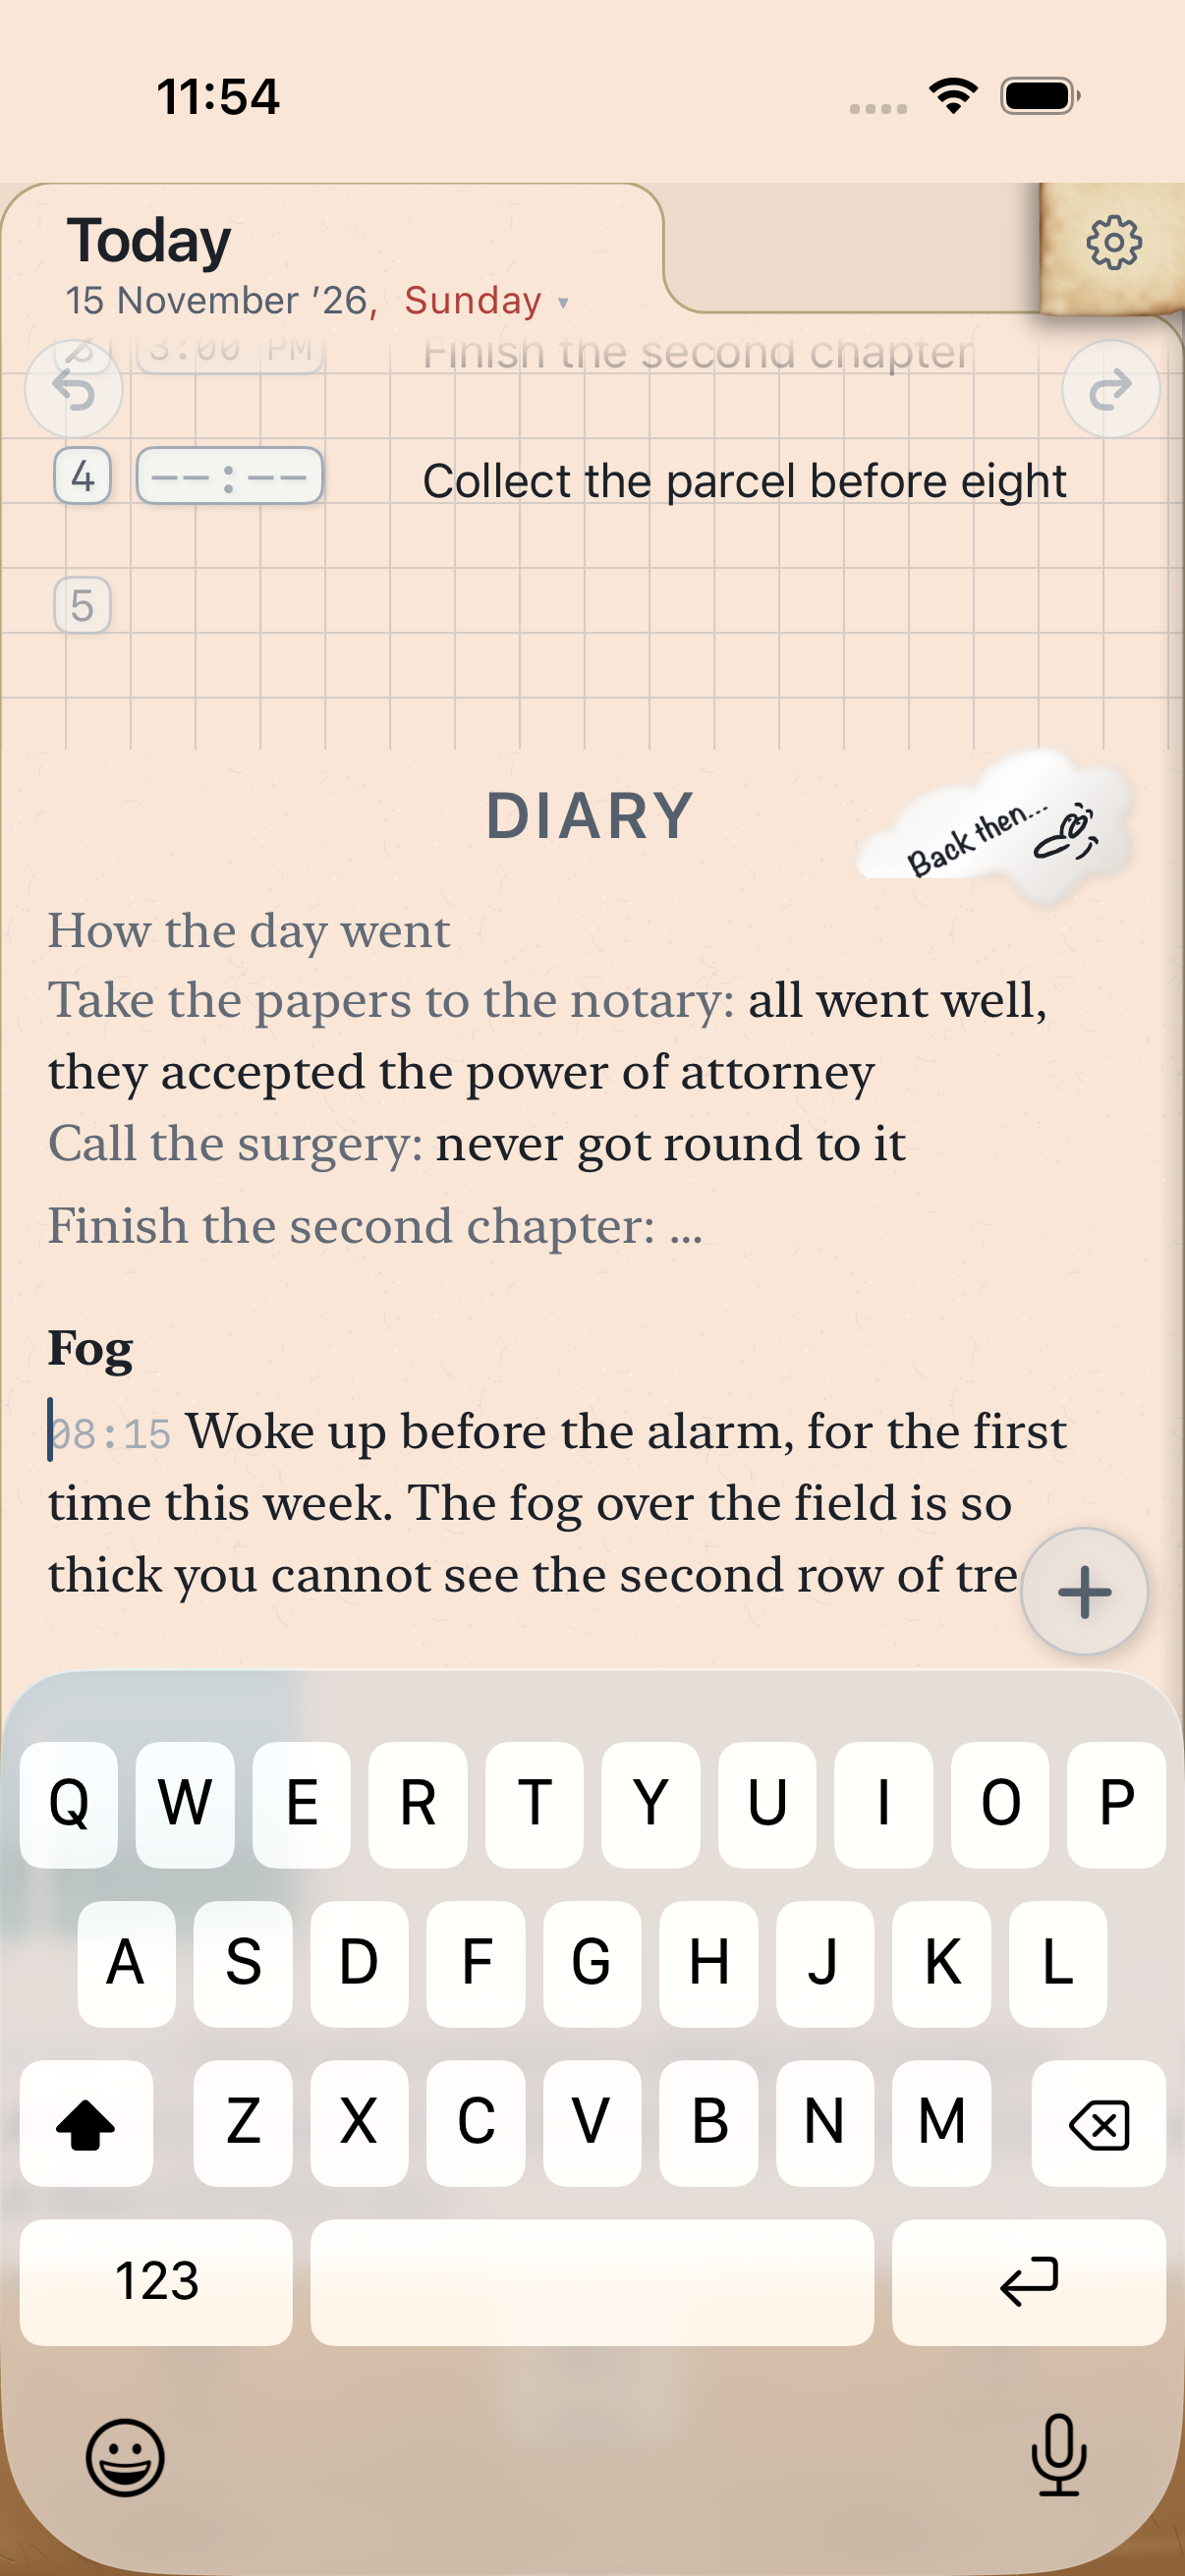 11:54
Today
15 November ’26, Sunday ▾
3 3:00 PM Finish the second chapter
4 --:-- Collect the parcel before eight
5
DIARY
Back then...
How the day went
Take the papers to the notary: all went well,
they accepted the power of attorney
Call the surgery: never got round to it
Finish the second chapter: ...
Fog
08:15 Woke up before the alarm, for the first
time this week. The fog over the field is so
thick you cannot see the second row of tre
Q W E R T Y U I O P
A S D F G H J K L
Z X C V B N M
123